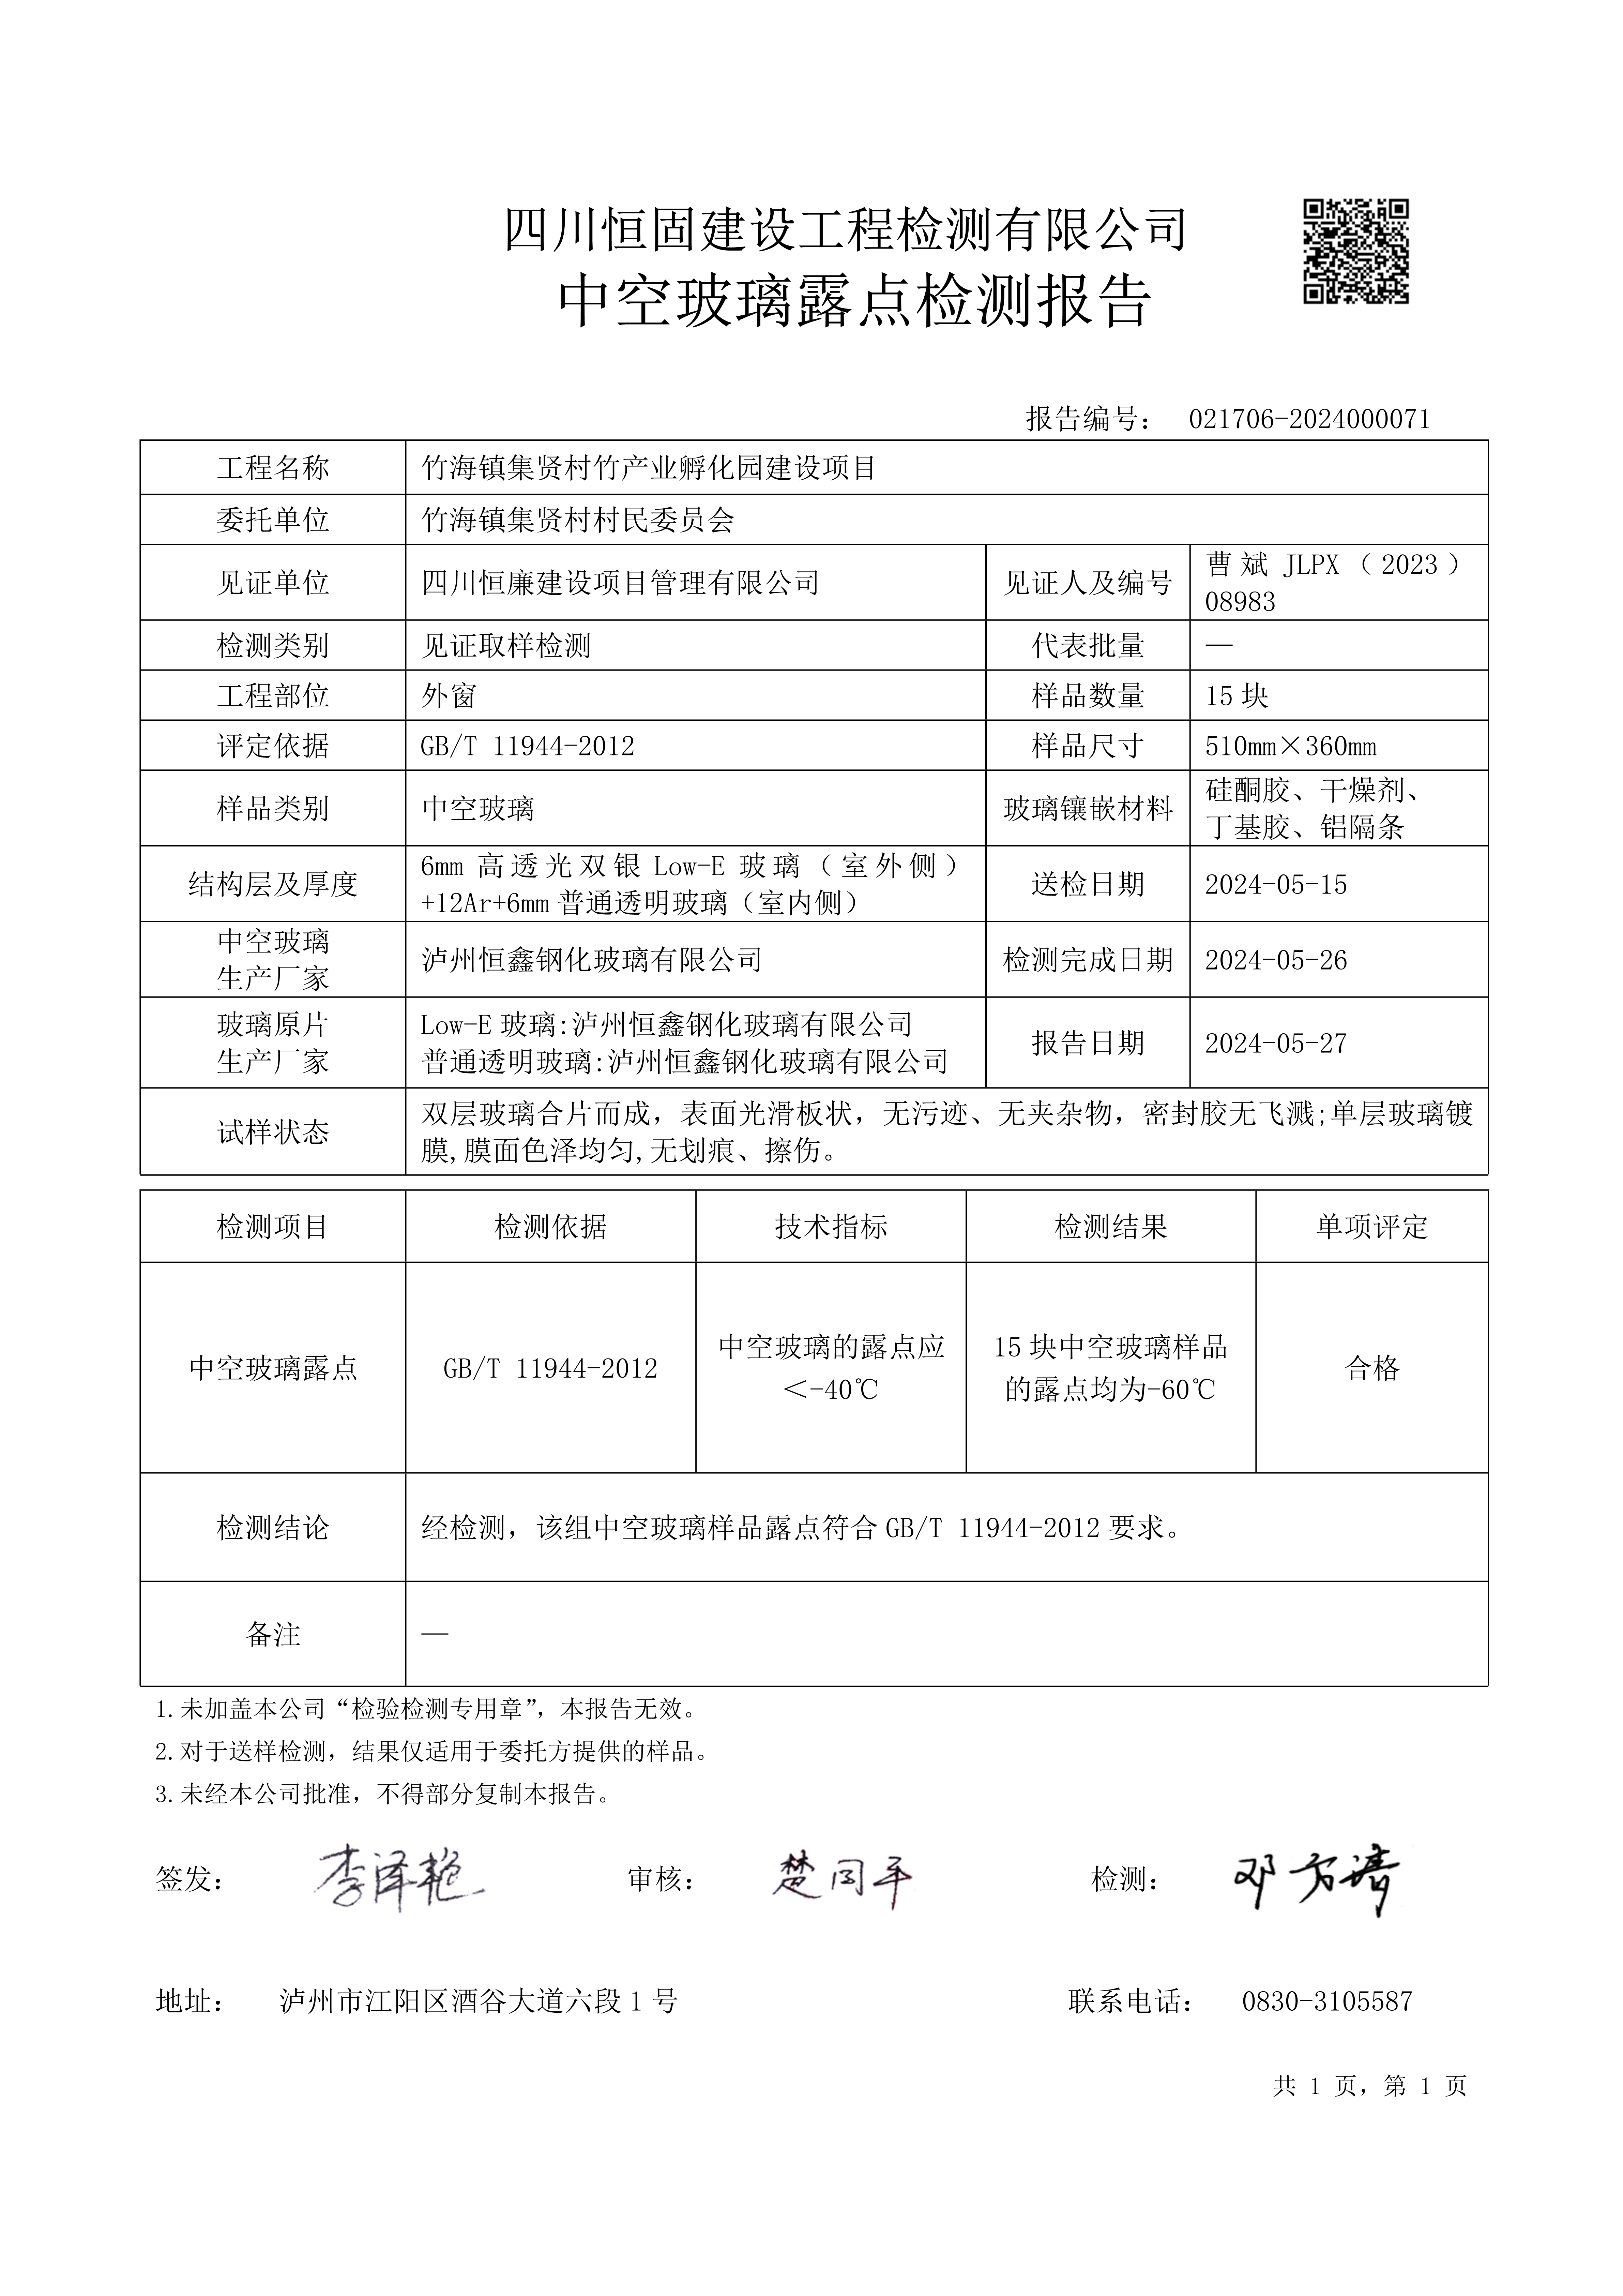 四川恒固建设工程检测有限公司
中空玻璃露点检测报告
报告编号： 021706-2024000071
工程名称 竹海镇集贤村竹产业孵化园建设项目
委托单位 竹海镇集贤村村民委员会
见证单位 四川恒廉建设项目管理有限公司 见证人及编号 曹斌 JLPX（2023）
08983
检测类别 见证取样检测 代表批量 —
工程部位 外窗 样品数量 15 块
评定依据 GB/T 11944-2012 样品尺寸 510mm×360mm
样品类别 中空玻璃 玻璃镶嵌材料 硅酮胶、干燥剂、
丁基胶、铝隔条
结构层及厚度 6mm 高透光双银 Low-E 玻璃（室外侧）
+12Ar+6mm 普通透明玻璃（室内侧） 送检日期 2024-05-15
中空玻璃
生产厂家 泸州恒鑫钢化玻璃有限公司 检测完成日期 2024-05-26
玻璃原片
生产厂家 Low-E 玻璃:泸州恒鑫钢化玻璃有限公司
普通透明玻璃:泸州恒鑫钢化玻璃有限公司 报告日期 2024-05-27
试样状态 双层玻璃合片而成，表面光滑板状，无污迹、无夹杂物，密封胶无飞溅;单层玻璃镀
膜,膜面色泽均匀,无划痕、擦伤。
检测项目 检测依据 技术指标 检测结果 单项评定
中空玻璃露点 GB/T 11944-2012 中空玻璃的露点应
＜-40℃ 15 块中空玻璃样品
的露点均为-60℃ 合格
检测结论 经检测，该组中空玻璃样品露点符合 GB/T 11944-2012 要求。
备注 —
1.未加盖本公司“检验检测专用章”，本报告无效。
2.对于送样检测，结果仅适用于委托方提供的样品。
3.未经本公司批准，不得部分复制本报告。
签发： 李泽艳 审核： 楚同平 检测： 邓方清
地址： 泸州市江阳区酒谷大道六段 1 号 联系电话： 0830-3105587
共 1 页，第 1 页